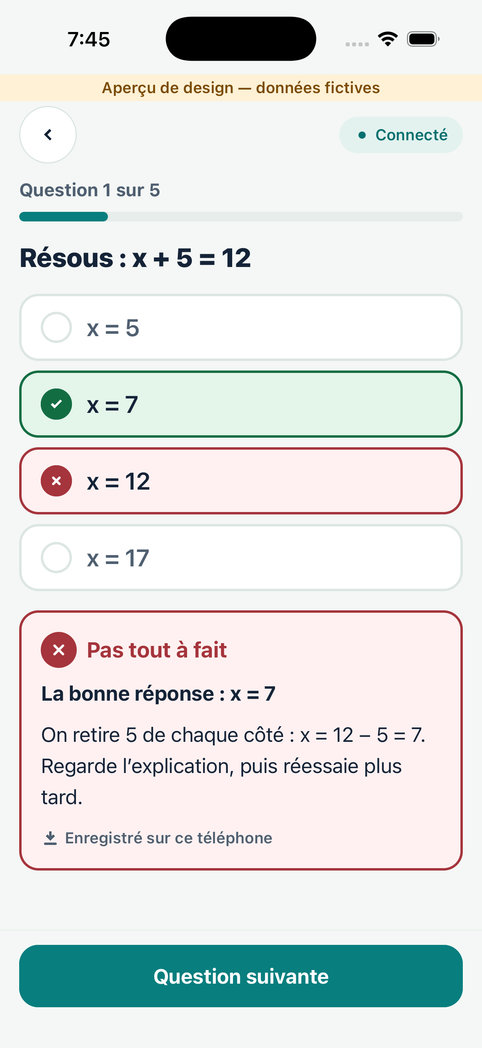 7:45
Aperçu de design — données fictives
Connecté
Question 1 sur 5
Résous : x + 5 = 12
x = 5
x = 7
x = 12
x = 17
Pas tout à fait
La bonne réponse : x = 7
On retire 5 de chaque côté : x = 12 − 5 = 7.
Regarde l’explication, puis réessaie plus
tard.
Enregistré sur ce téléphone
Question suivante